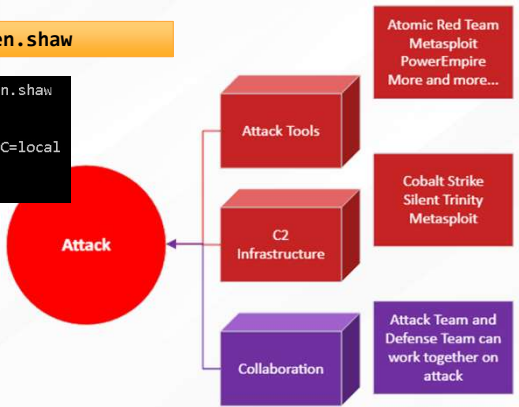 en.shaw
n.shaw
C=local
Attack
Attack Tools
C2
Infrastructure
Collaboration
Atomic Red Team
Metasploit
PowerEmpire
More and more...
Cobalt Strike
Silent Trinity
Metasploit
Attack Team and
Defense Team can
work together on
attack